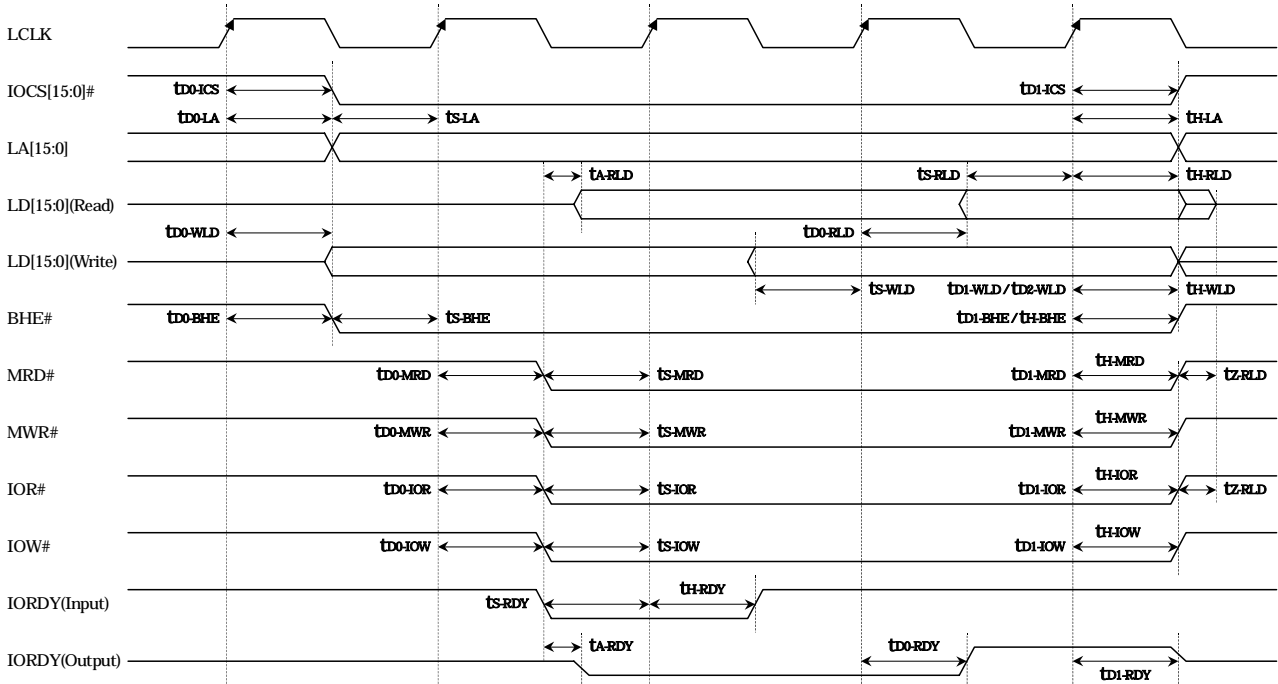 LCLK
IOCS[15:0]# tD0-ICS tD1-ICS
tD0-LA tS-LA tH-LA
LA[15:0]
tA-RLD tS-RLD tH-RLD
LD[15:0](Read)
tD0-WLD tD0-RLD
LD[15:0](Write)
tS-WLD tD1-WLD / tD2-WLD tH-WLD
BHE# tD0-BHE tS-BHE tD1-BHE / tH-BHE
tH-MRD
MRD# tD0-MRD tS-MRD tD1-MRD tZ-RLD
tH-MWR
MWR# tD0-MWR tS-MWR tD1-MWR
tH-IOR
IOR# tD0-IOR tS-IOR tD1-IOR tZ-RLD
tH-IOW
IOW# tD0-IOW tS-IOW tD1-IOW
IORDY(Input) tS-RDY tH-RDY
tA-RDY tD0-RDY
IORDY(Output)
tD1-RDY